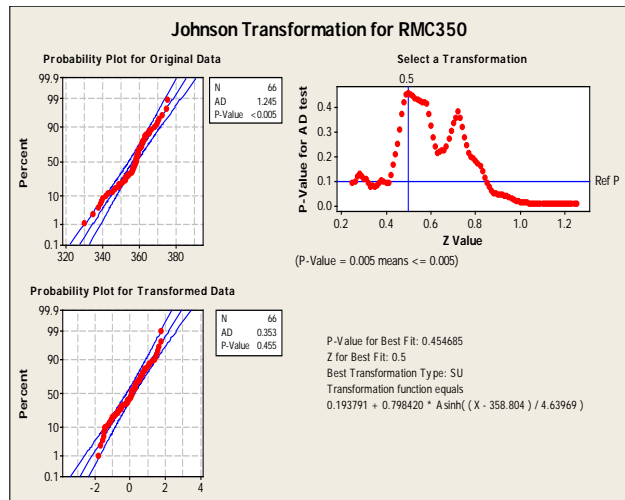 Johnson Transformation for RMC350
Probability Plot for Original Data
99.9
99
90
50
10
1
0.1
Percent
320 340 360 380
N 66
AD 1.245
P-Value <0.005
Select a Transformation
0.5
0.4
0.3
0.2
0.1
0.0
P-Value for AD test
Ref P
0.2 0.4 0.6 0.8 1.0 1.2
Z Value
(P-Value = 0.005 means <= 0.005)
Probability Plot for Transformed Data
99.9
99
90
50
10
1
0.1
Percent
-2 0 2 4
N 66
AD 0.353
P-Value 0.455
P-Value for Best Fit: 0.454685
Z for Best Fit: 0.5
Best Transformation Type: SU
Transformation function equals
0.193791 + 0.798420 * Asinh( ( X - 358.804 ) / 4.63969 )